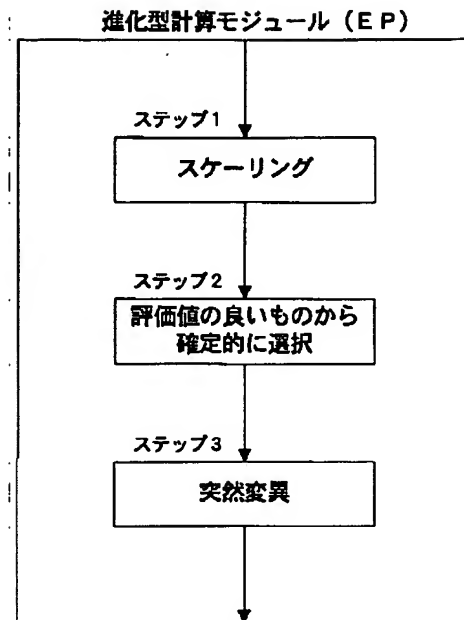 進化型計算モジュール（ＥＰ）
ステップ1
スケーリング
ステップ2
評価値の良いものから
確定的に選択
ステップ3
突然変異